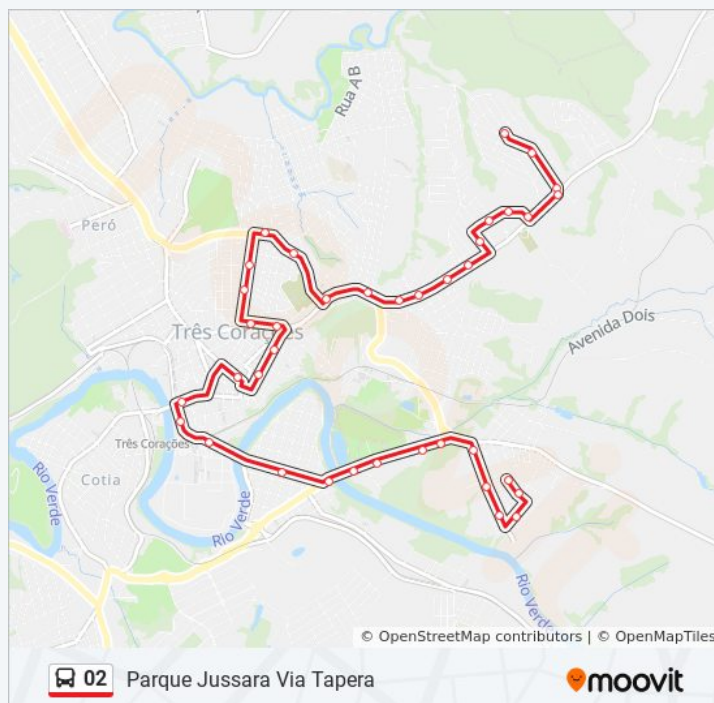 Rua A B
Peró
Três Corações
Avenida Dois
Três Corações
Cotia
Rio Verde
Rio Verde
Rio Verde
© OpenStreetMap contributors | © OpenMapTiles
02 Parque Jussara Via Tapera
moovit